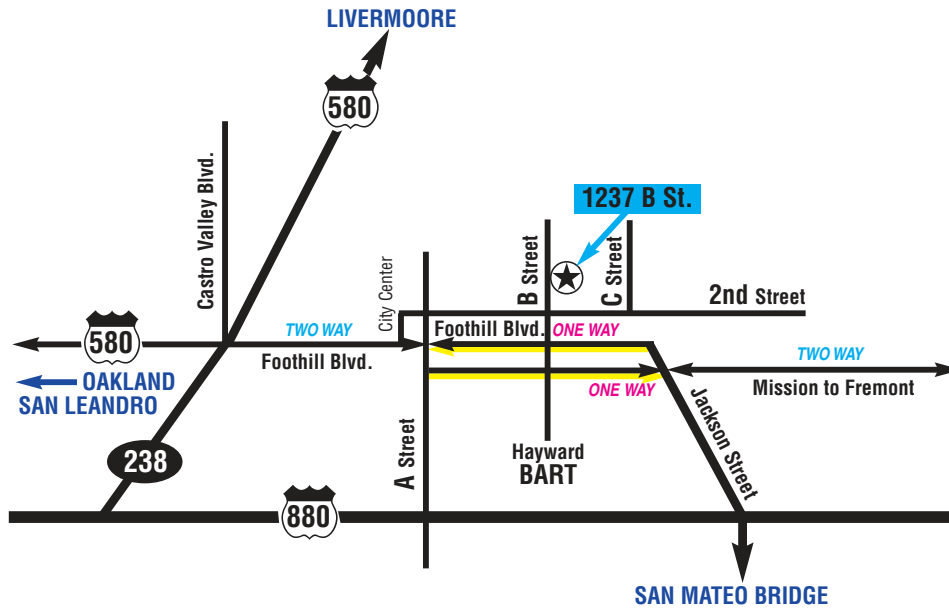 LIVERMOORE
580
Castro Valley Blvd.
1237 B St.
City Center
B Street
C Street
2nd Street
580
TWO WAY
Foothill Blvd.
Foothill Blvd.
ONE WAY
OAKLAND
SAN LEANDRO
ONE WAY
TWO WAY
Mission to Fremont
238
A Street
Hayward
BART
Jackson Street
880
SAN MATEO BRIDGE